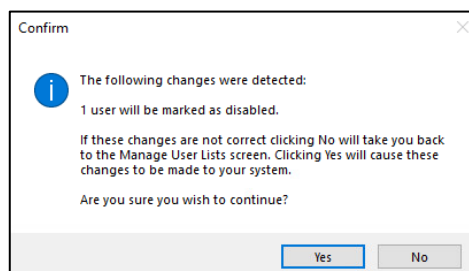 Confirm
The following changes were detected:
1 user will be marked as disabled.
If these changes are not correct clicking No will take you back
to the Manage User Lists screen. Clicking Yes will cause these
changes to be made to your system.
Are you sure you wish to continue?
Yes
No